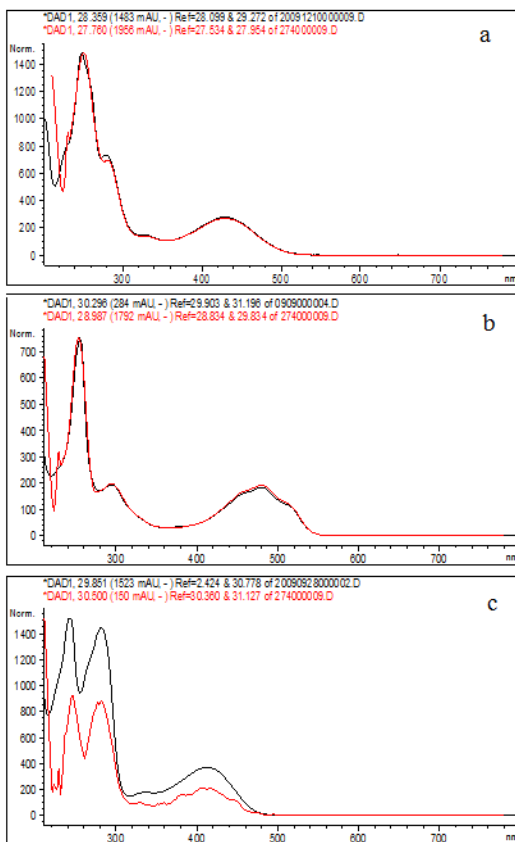 *DAD1, 28.359 (1483 mAU, - ) Ref=28.099 & 29.272 of 20091210000009.D
*DAD1, 27.760 (1956 mAU, - ) Ref=27.534 & 27.954 of 274000009.D
a
Norm.
1400
1200
1000
800
600
400
200
0
300 400 500 600 700 nm
*DAD1, 30.296 (284 mAU, - ) Ref=29.903 & 31.196 of 0909000004.D
*DAD1, 28.987 (1792 mAU, - ) Ref=28.834 & 29.834 of 274000009.D
b
Norm.
700
600
500
400
300
200
100
0
300 400 500 600 700 nm
*DAD1, 29.851 (1523 mAU, - ) Ref=2.424 & 30.778 of 20090928000002.D
*DAD1, 30.500 (150 mAU, - ) Ref=30.360 & 31.127 of 274000009.D
c
Norm.
1400
1200
1000
800
600
400
200
0
300 400 500 600 700 nm